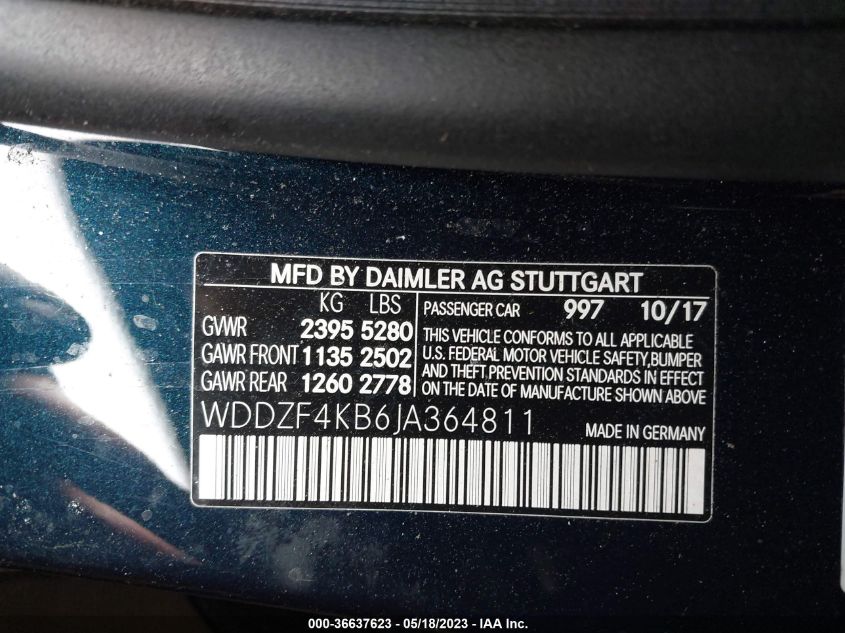 MFD BY DAIMLER AG STUTTGART
KG LBS
GVWR 2395 5280
GAWR FRONT 1135 2502
GAWR REAR 1260 2778
PASSENGER CAR 997 10/17
THIS VEHICLE CONFORMS TO ALL APPLICABLE
U.S. FEDERAL MOTOR VEHICLE SAFETY, BUMPER
AND THEFT PREVENTION STANDARDS IN EFFECT
ON THE DATE OF MANUFACTURE SHOWN ABOVE
WDDZF4KB6JA364811
MADE IN GERMANY
000-36637623 - 05/18/2023 - IAA Inc.